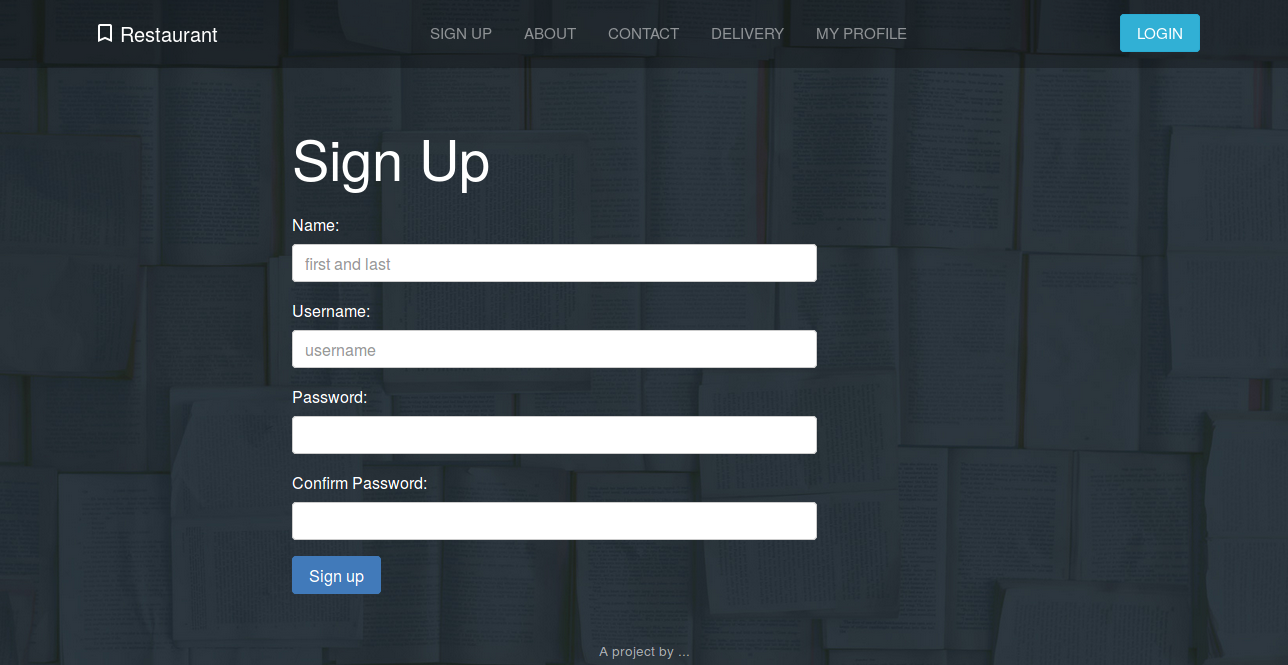 Restaurant
SIGN UP ABOUT CONTACT DELIVERY MY PROFILE
LOGIN
Sign Up
Name:
first and last
Username:
username
Password:
Confirm Password:
Sign up
A project by ...